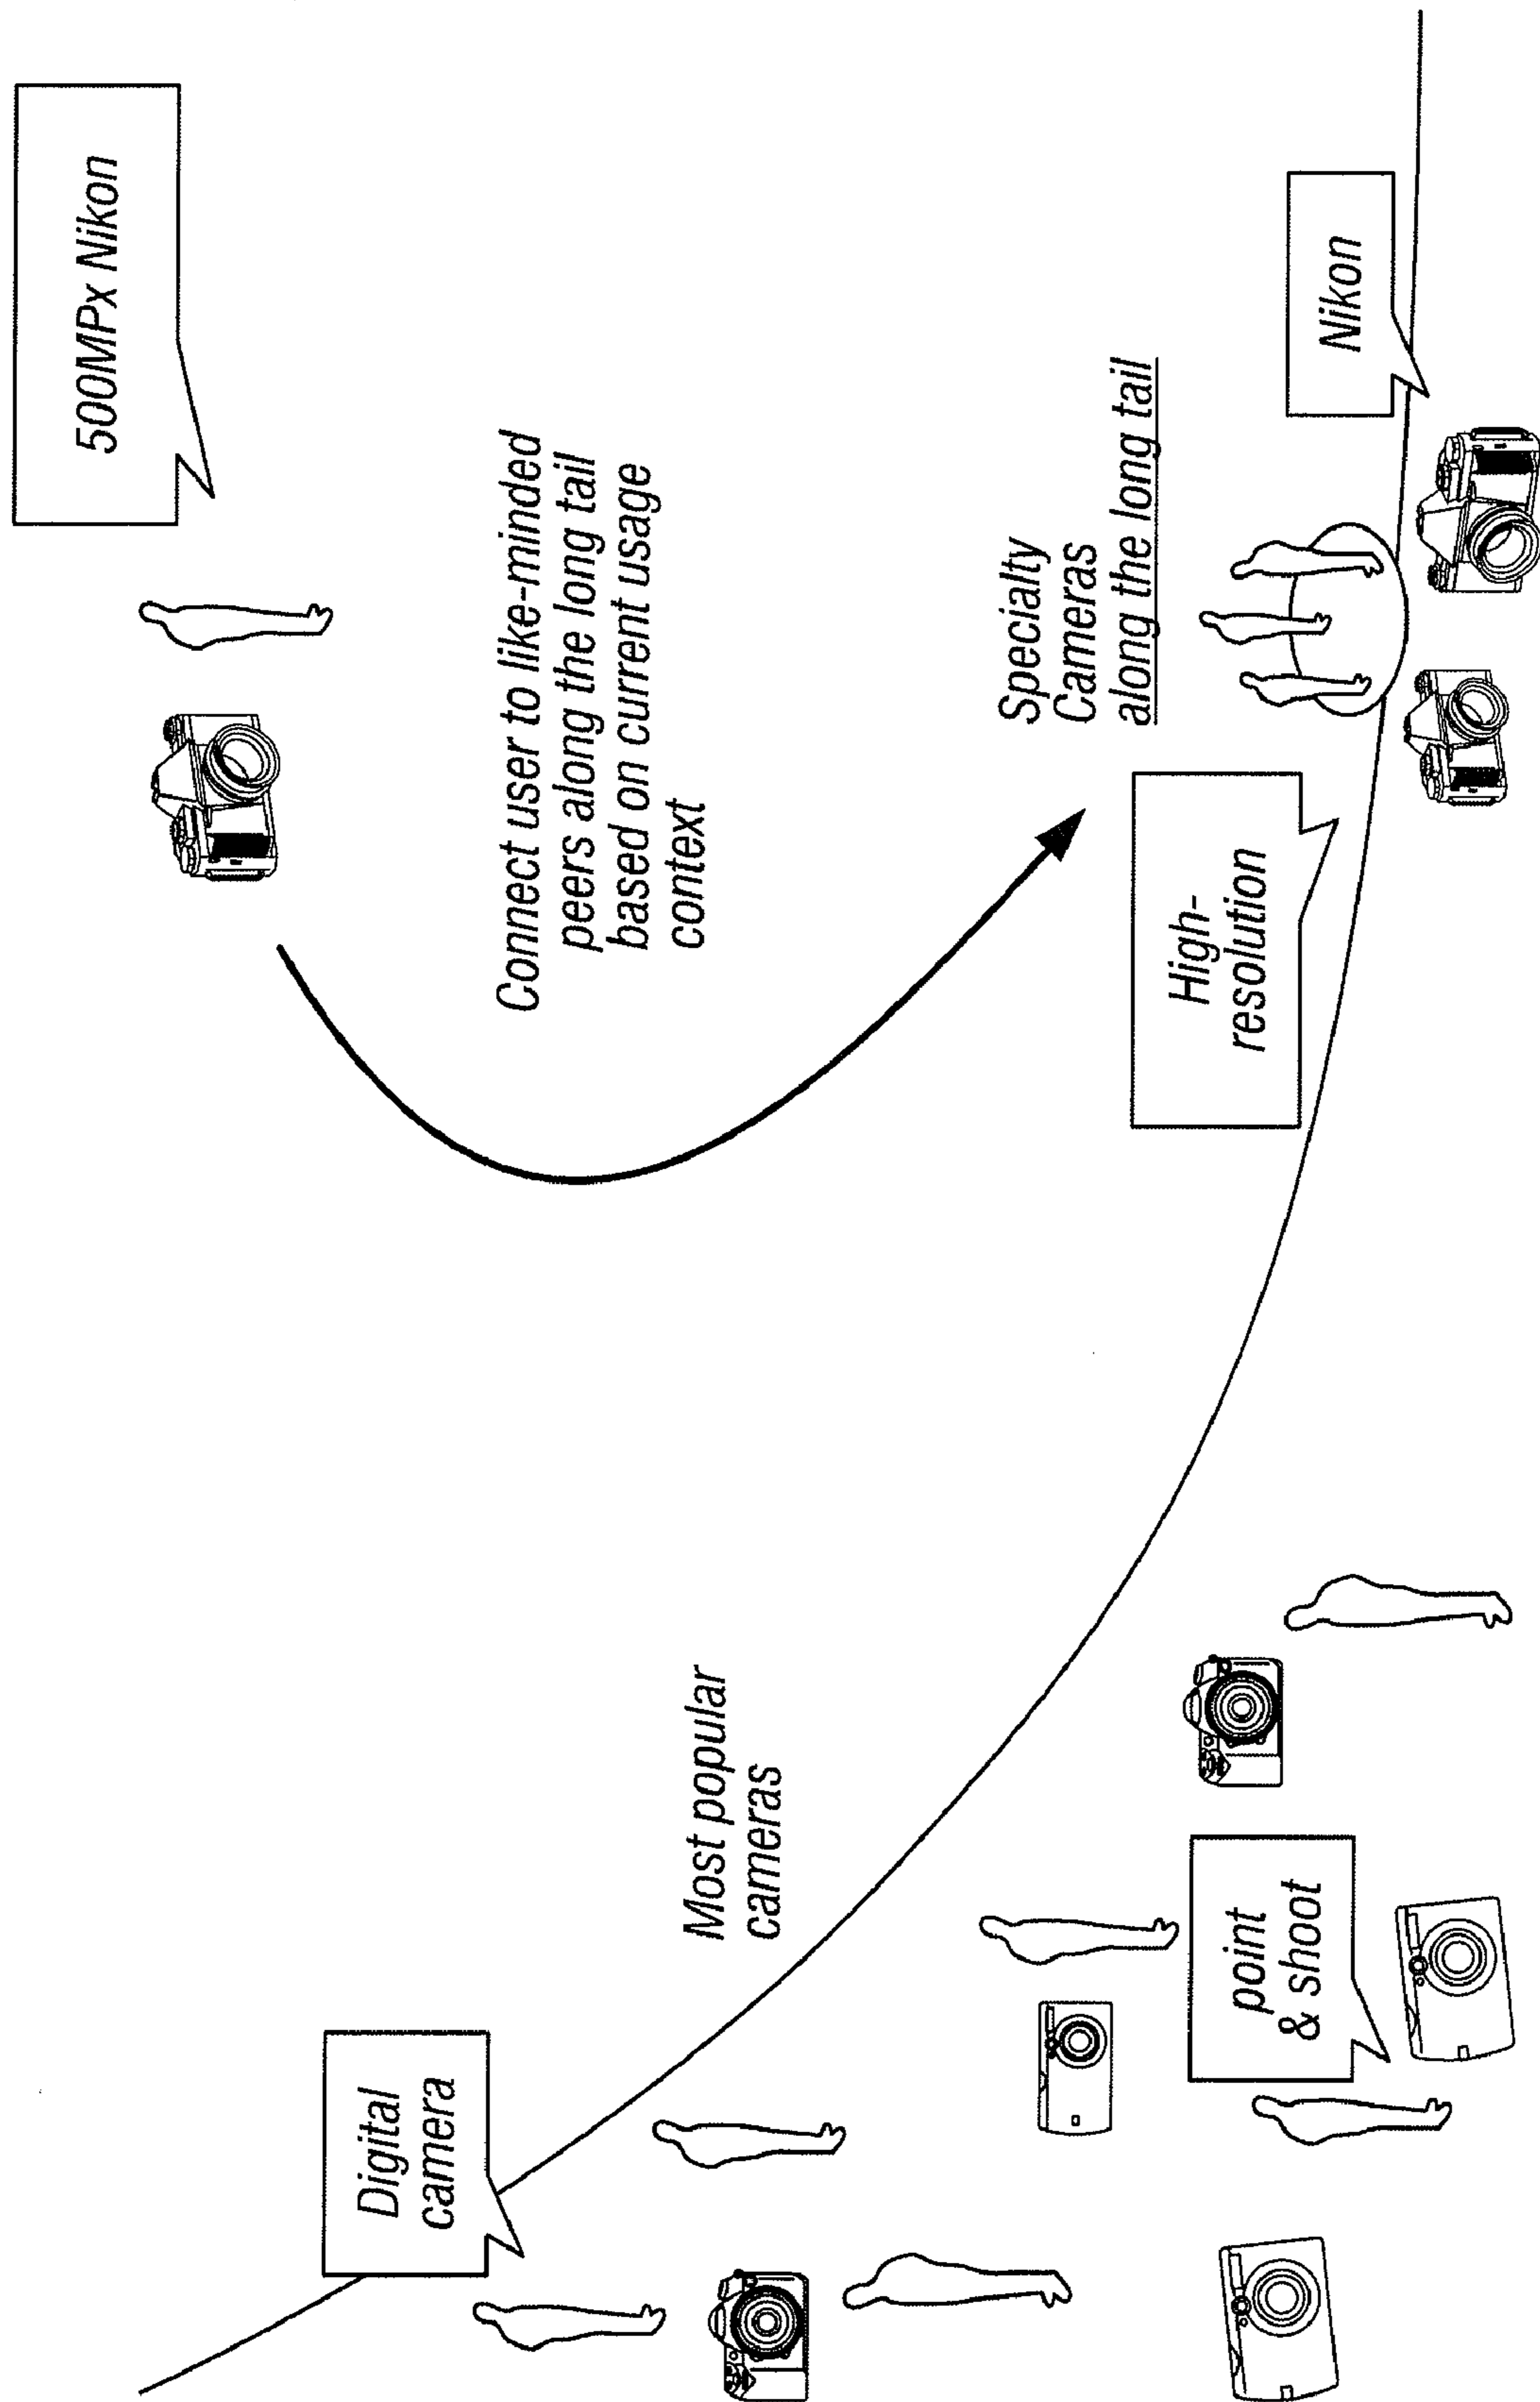 500MPx Nikon
Connect user to like-minded
peers along the long tail
based on current usage
context
Digital
camera
Most popular
cameras
Specialty
Cameras
along the long tail
High-
resolution
Nikon
point
& shoot